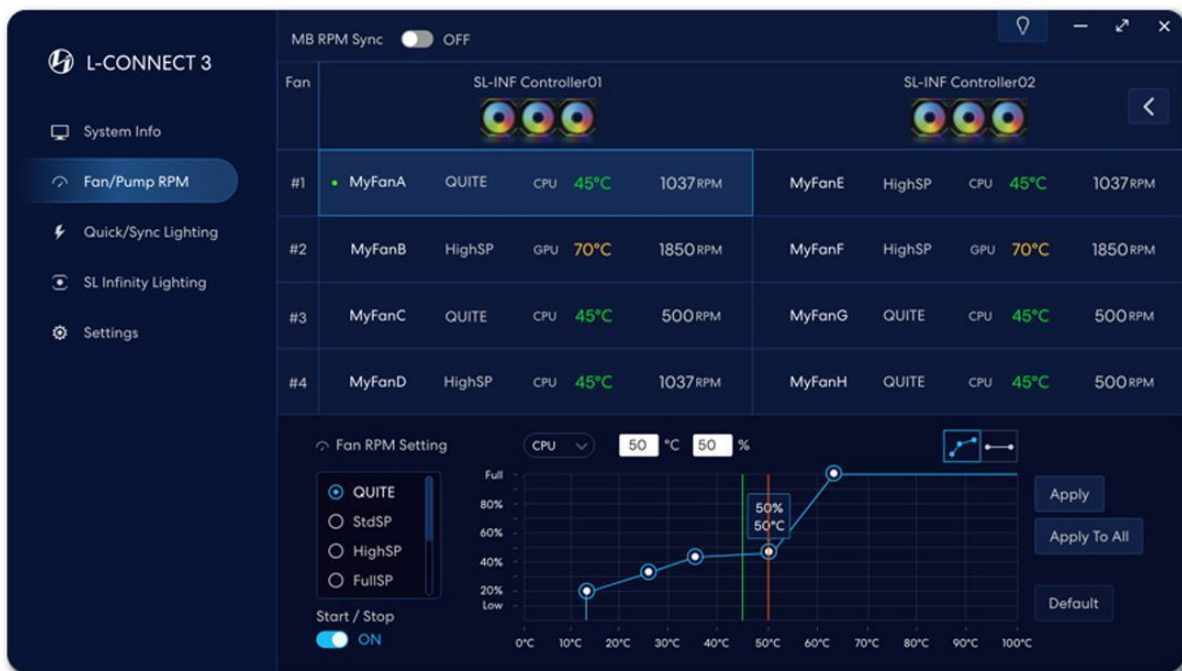 L-CONNECT 3
System Info
Fan/Pump RPM
Quick/Sync Lighting
SL Infinity Lighting
Settings
MB RPM Sync OFF
Fan SL-INF Controller01 SL-INF Controller02
#1 MyFanA QUITE CPU 45°C 1037 RPM MyFanE HighSP CPU 45°C 1037 RPM
#2 MyFanB HighSP GPU 70°C 1850 RPM MyFanF HighSP GPU 70°C 1850 RPM
#3 MyFanC QUITE CPU 45°C 500 RPM MyFanG QUITE CPU 45°C 500 RPM
#4 MyFanD HighSP CPU 45°C 1037 RPM MyFanH QUITE CPU 45°C 500 RPM
Fan RPM Setting CPU 50 °C 50 %
QUITE
StdSP
HighSP
FullSP
Start / Stop
ON
Full
80%
60%
40%
20%
Low
50%
50°C
0°C 10°C 20°C 30°C 40°C 50°C 60°C 70°C 80°C 90°C 100°C
Apply
Apply To All
Default